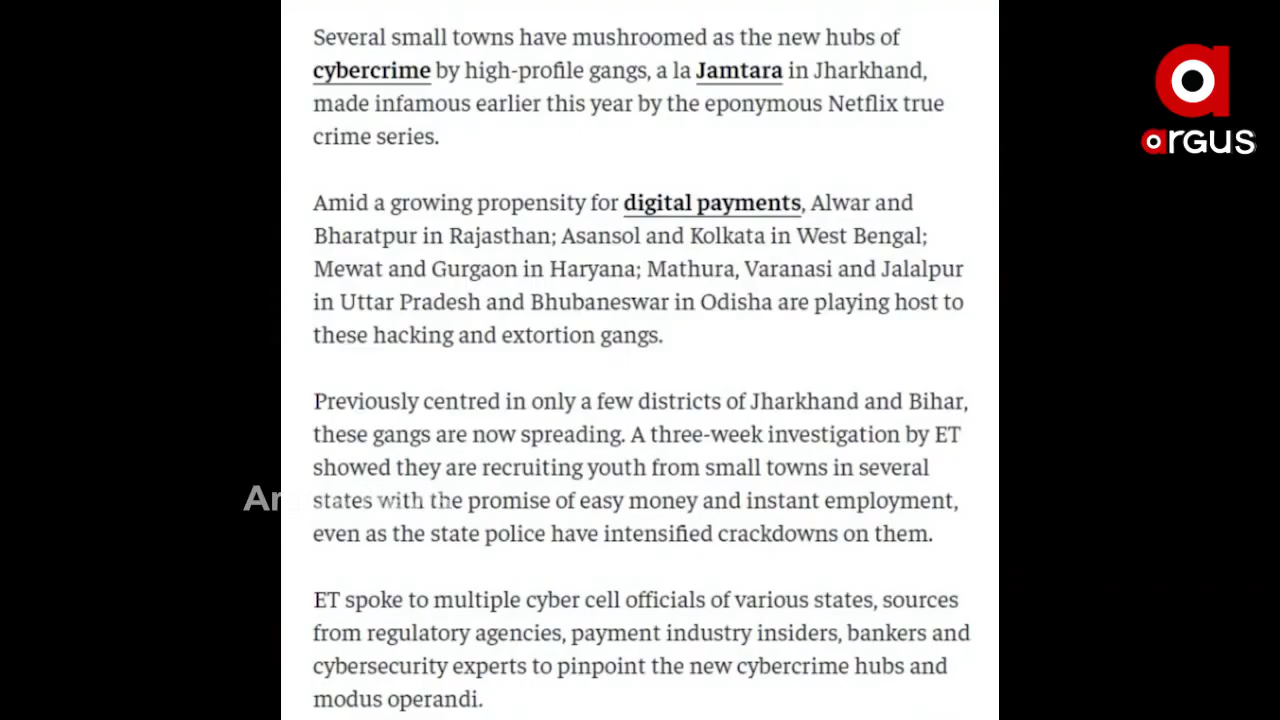 Several small towns have mushroomed as the new hubs of
cybercrime by high-profile gangs, a la Jamtara in Jharkhand,
made infamous earlier this year by the eponymous Netflix true
crime series.
Amid a growing propensity for digital payments, Alwar and
Bharatpur in Rajasthan; Asansol and Kolkata in West Bengal;
Mewat and Gurgaon in Haryana; Mathura, Varanasi and Jalalpur
in Uttar Pradesh and Bhubaneswar in Odisha are playing host to
these hacking and extortion gangs.
Previously centred in only a few districts of Jharkhand and Bihar,
these gangs are now spreading. A three-week investigation by ET
showed they are recruiting youth from small towns in several
states with the promise of easy money and instant employment,
even as the state police have intensified crackdowns on them.
ET spoke to multiple cyber cell officials of various states, sources
from regulatory agencies, payment industry insiders, bankers and
cybersecurity experts to pinpoint the new cybercrime hubs and
modus operandi.
argus